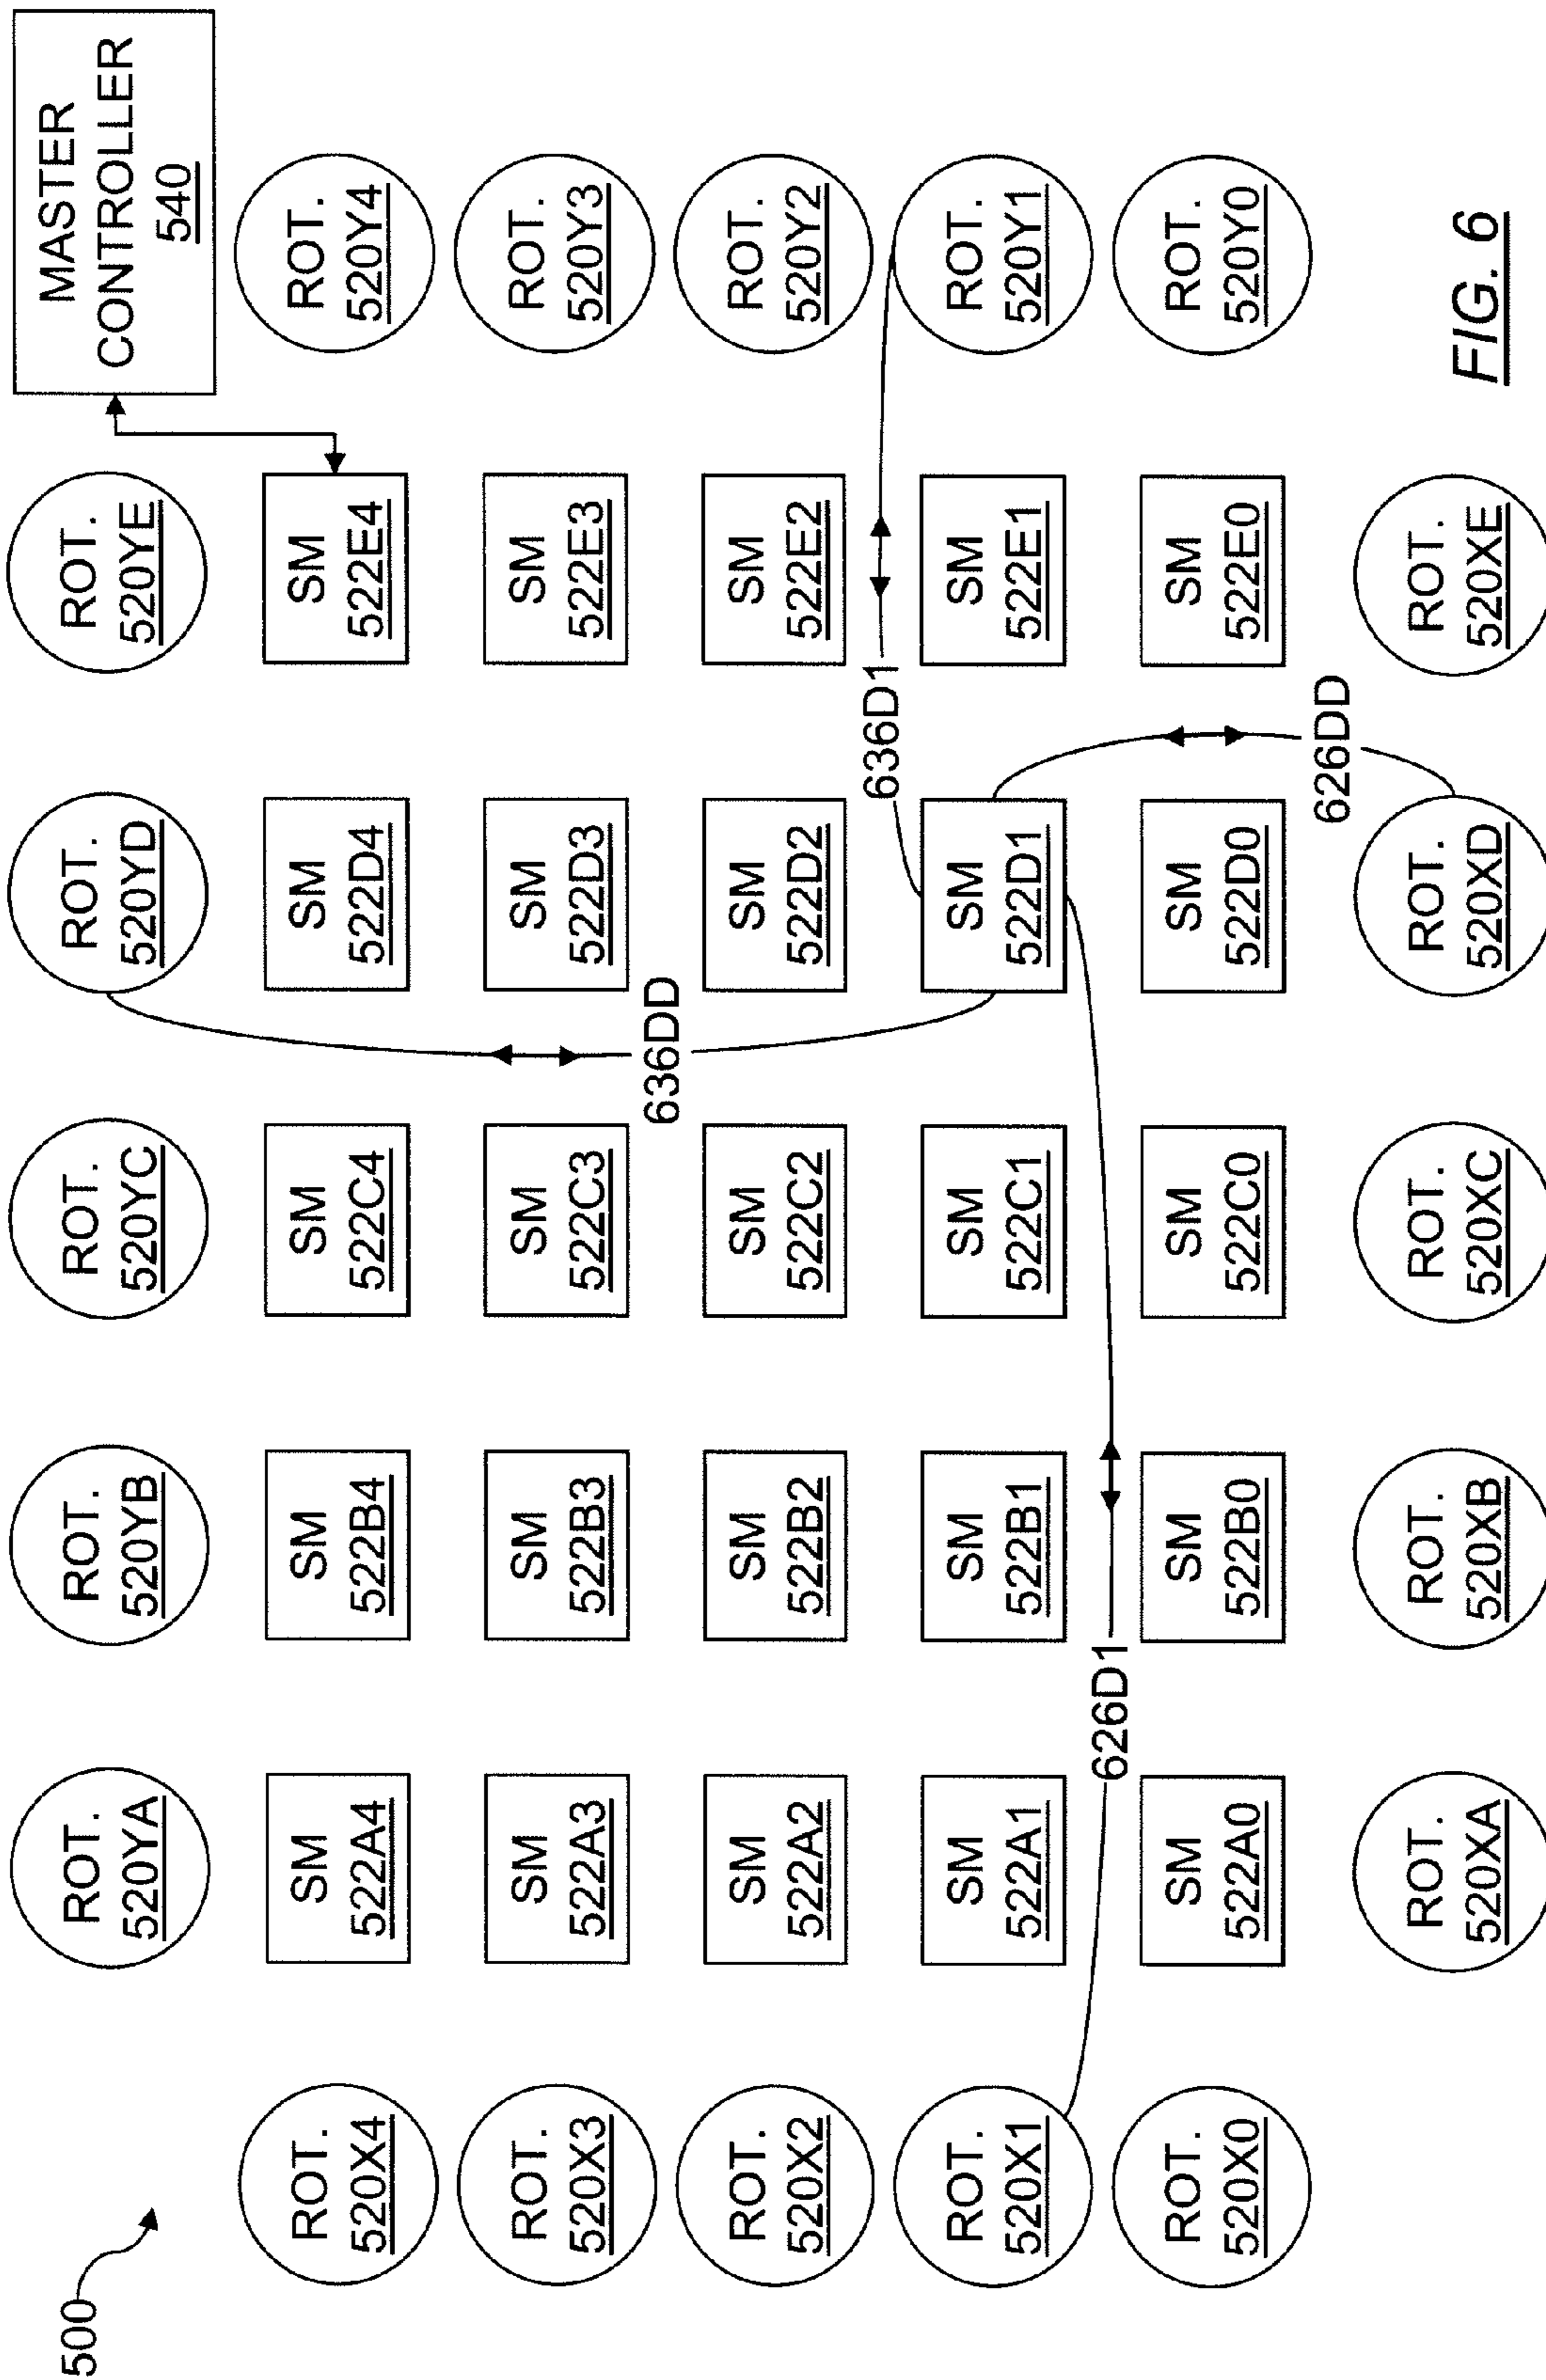 500
ROT.
520YA
ROT.
520YB
ROT.
520YC
ROT.
520YD
ROT.
520YE
MASTER
CONTROLLER
540
ROT.
520X4
SM
522A4
SM
522B4
SM
522C4
SM
522D4
SM
522E4
ROT.
520Y4
ROT.
520X3
SM
522A3
SM
522B3
SM
522C3
SM
522D3
SM
522E3
ROT.
520Y3
636DD
ROT.
520X2
SM
522A2
SM
522B2
SM
522C2
SM
522D2
SM
522E2
ROT.
520Y2
636D1
ROT.
520X1
SM
522A1
SM
522B1
SM
522C1
SM
522D1
SM
522E1
ROT.
520Y1
626D1
ROT.
520X0
SM
522A0
SM
522B0
SM
522C0
SM
522D0
SM
522E0
ROT.
520Y0
626DD
ROT.
520XA
ROT.
520XB
ROT.
520XC
ROT.
520XD
ROT.
520XE
FIG. 6